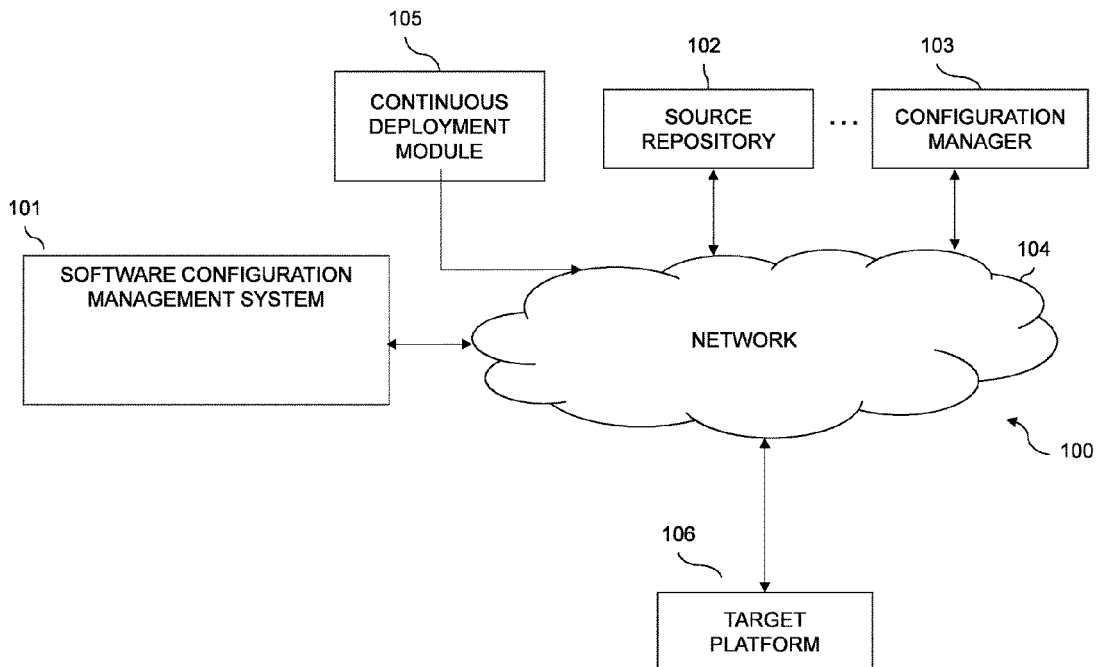 105
CONTINUOUS
DEPLOYMENT
MODULE
102
SOURCE
REPOSITORY
...
103
CONFIGURATION
MANAGER
101
SOFTWARE CONFIGURATION
MANAGEMENT SYSTEM
104
NETWORK
100
106
TARGET
PLATFORM